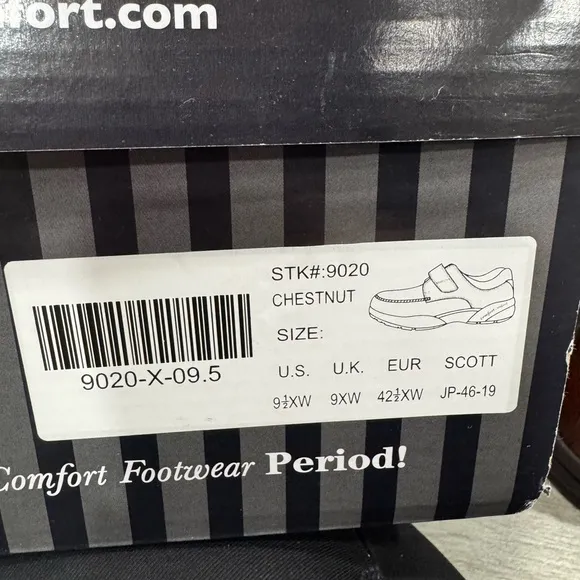 fort.com
STK#:9020
CHESTNUT
SIZE:
U.S. U.K. EUR SCOTT
9½XW 9XW 42½XW JP-46-19
9020-X-09.5
Comfort Footwear Period!